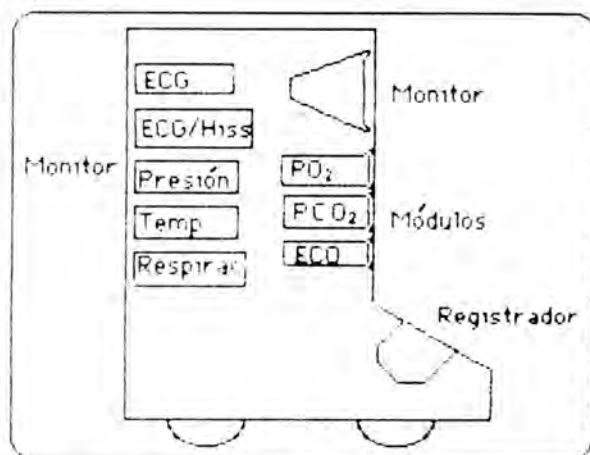 ECG
ECG/Hiss
Monitor
Presión
Temp
Respirac
Monitor
PO₂
PCO₂
ECO
Módulos
Registrador